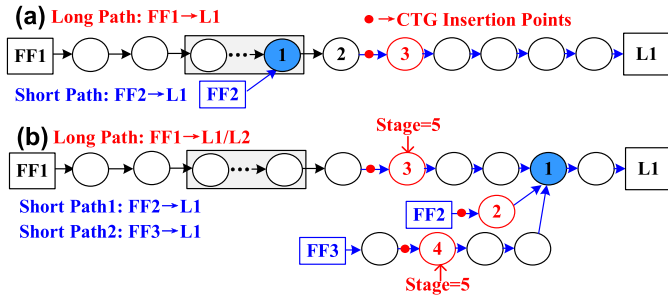 (a) Long Path: FF1→L1
●→CTG Insertion Points
FF1 1 2 3 L1
Short Path: FF2→L1 FF2
(b) Long Path: FF1→L1/L2
Stage=5
FF1 3 1 L1
Short Path1: FF2→L1 FF2 2
Short Path2: FF3→L1
FF3 4
Stage=5